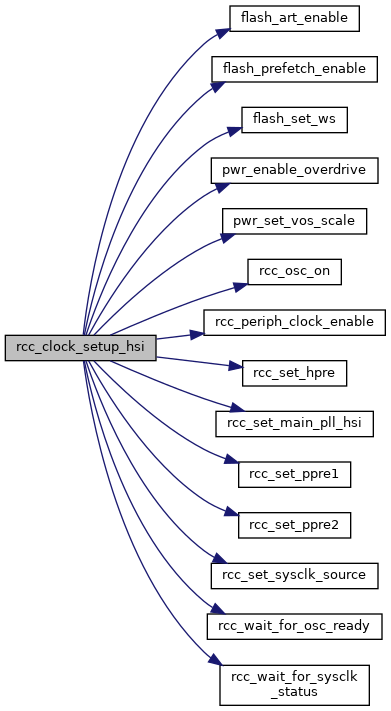 flash_art_enable
flash_prefetch_enable
flash_set_ws
pwr_enable_overdrive
pwr_set_vos_scale
rcc_osc_on
rcc_periph_clock_enable
rcc_clock_setup_hsi
rcc_set_hpre
rcc_set_main_pll_hsi
rcc_set_ppre1
rcc_set_ppre2
rcc_set_sysclk_source
rcc_wait_for_osc_ready
rcc_wait_for_sysclk
_status